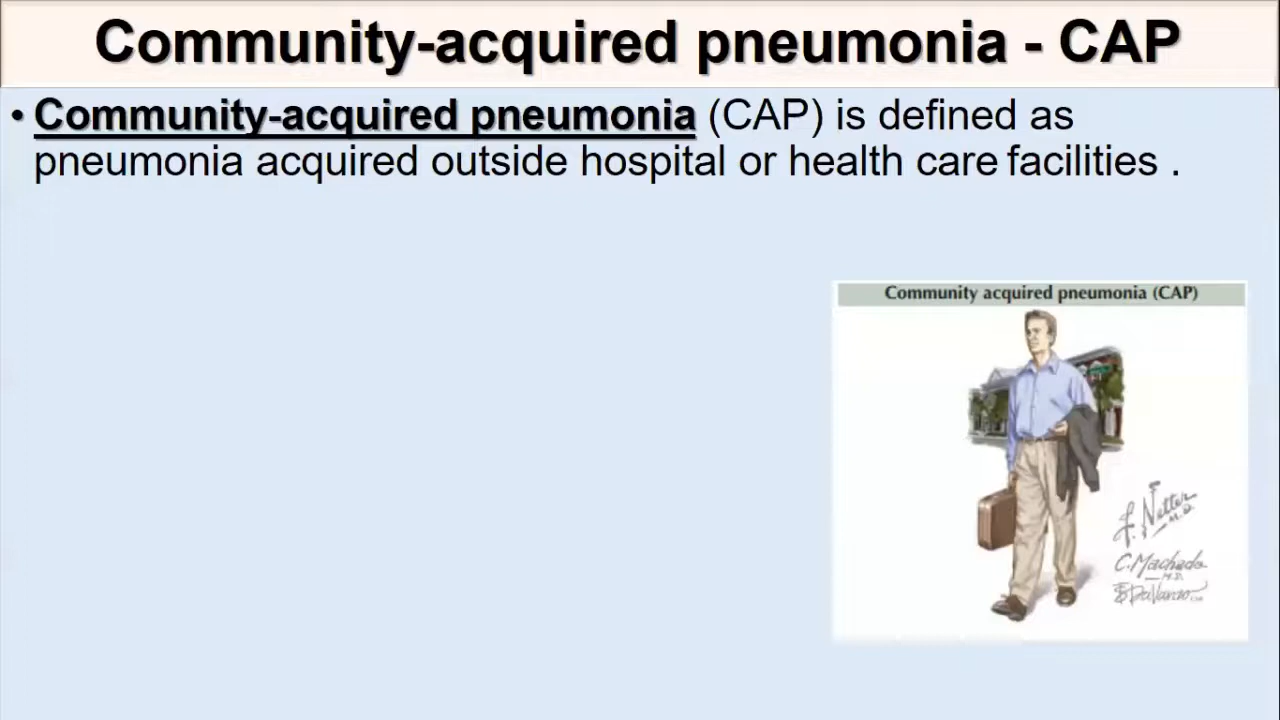 Community-acquired pneumonia - CAP
• Community-acquired pneumonia (CAP) is defined as
pneumonia acquired outside hospital or health care facilities .
Community acquired pneumonia (CAP)
F. Netter
M.D.
C. Machado
M.D.